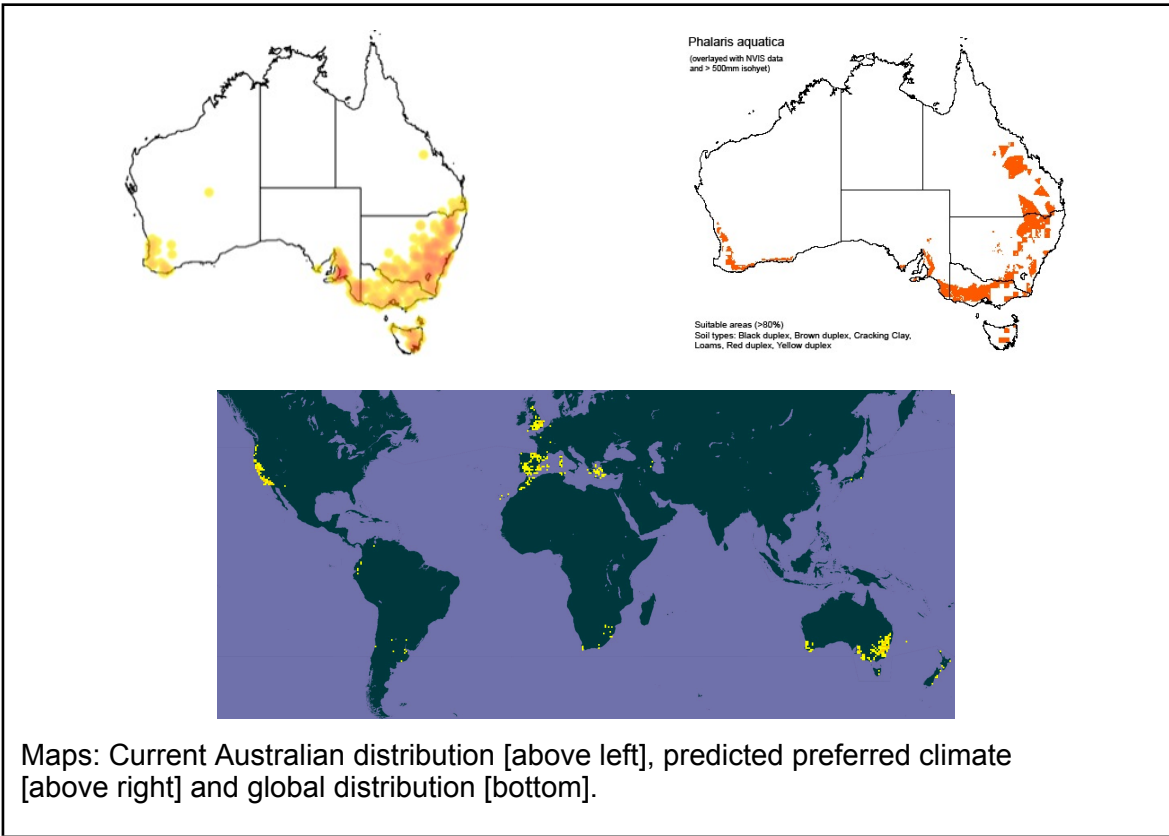 Phalaris aquatica
(overlayed with NVIS data
and > 500mm isohyet)
Suitable areas (>80%)
Soil types: Black duplex, Brown duplex, Cracking Clay,
Loams, Red duplex, Yellow duplex
Maps: Current Australian distribution [above left], predicted preferred climate
[above right] and global distribution [bottom].